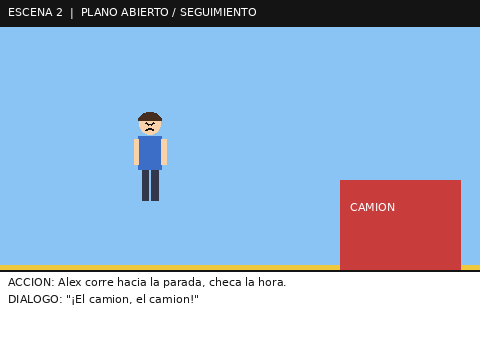 ESCENA 2  |  PLANO ABIERTO / SEGUIMIENTO
CAMION
ACCION: Alex corre hacia la parada, checa la hora.
DIALOGO: "¡El camion, el camion!"